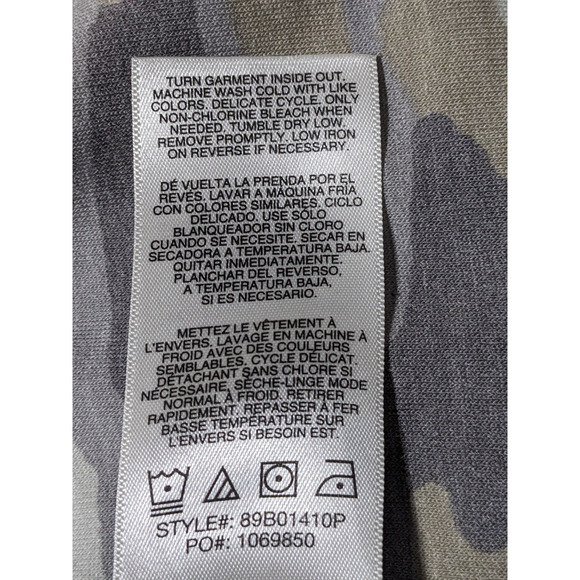 TURN GARMENT INSIDE OUT.
MACHINE WASH COLD WITH LIKE
COLORS. DELICATE CYCLE. ONLY
NON-CHLORINE BLEACH WHEN
NEEDED. TUMBLE DRY LOW.
REMOVE PROMPTLY. LOW IRON
ON REVERSE IF NECESSARY.
DÉ VUELTA LA PRENDA POR EL
REVÉS. LAVAR A MÁQUINA FRÍA
CON COLORES SIMILARES. CICLO
DELICADO. USE SÓLO
BLANQUEADOR SIN CLORO
CUANDO SE NECESITE. SECAR EN
SECADORA A TEMPERATURA BAJA.
QUITAR INMEDIATAMENTE.
PLANCHAR DEL REVERSO,
A TEMPERATURA BAJA,
SI ES NECESARIO.
METTEZ LE VÊTEMENT À
L'ENVERS. LAVAGE EN MACHINE À
FROID AVEC DES COULEURS
SEMBLABLES, CYCLE DÉLICAT.
DÉTACHANT SANS CHLORE SI
NÉCESSAIRE, SÈCHE-LINGE MODE
NORMAL À FROID. RETIRER
RAPIDEMENT. REPASSER À FER
BASSE TEMPÉRATURE SUR
L'ENVERS SI BESOIN EST.
STYLE#: 89B01410P
PO#: 1069850